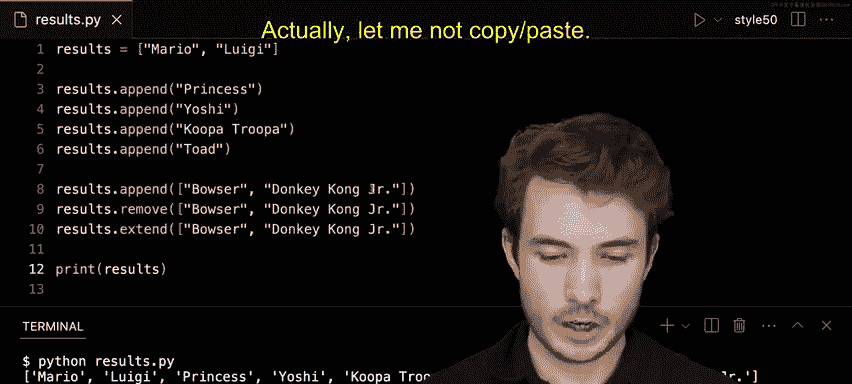 results.py
style50
Actually, let me not copy/paste.
1 results = ["Mario", "Luigi"]
2
3 results.append("Princess")
4 results.append("Yoshi")
5 results.append("Koopa Troopa")
6 results.append("Toad")
7
8 results.append(["Bowser", "Donkey Kong Jr."])
9 results.remove(["Bowser", "Donkey Kong Jr."])
10 results.extend(["Bowser", "Donkey Kong Jr."])
11
12 print(results)
13
TERMINAL
$ python results.py
['Mario', 'Luigi', 'Princess', 'Yoshi', 'Koopa Troo Jr.']